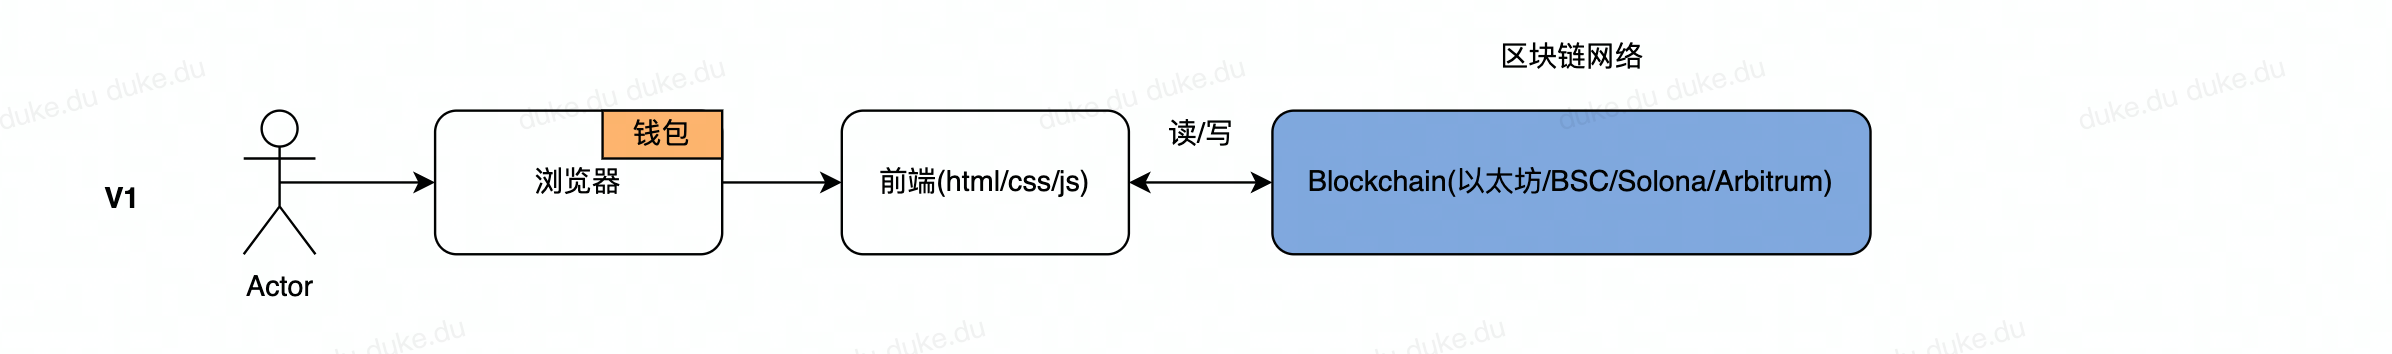 区块链网络
V1
Actor
钱包
浏览器
前端(html/css/js)
读/写
Blockchain(以太坊/BSC/Solona/Arbitrum)
duke.du duke.du
duke.du duke.du
duke.du duke.du
duke.du duke.du
duke.du duke.du
duke.du
duke.du
duke.du
duke.du